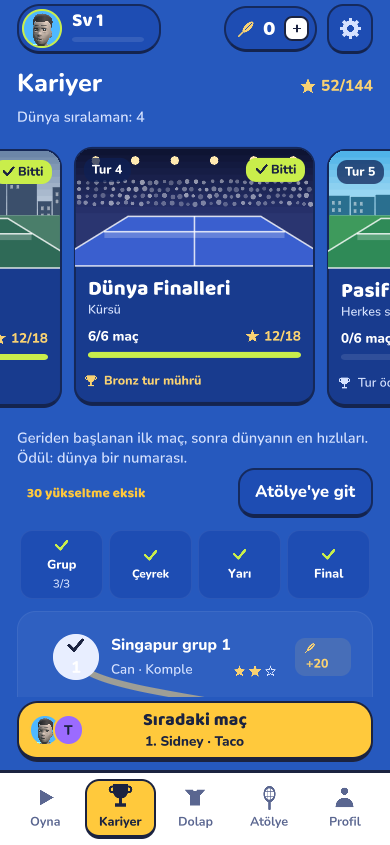 Sv 1
0
+
Kariyer
52/144
Dünya sıralaman: 4
Bitti
Tur 4
Bitti
Tur 5
Dünya Finalleri
Kürsü
6/6 maç
12/18
Bronz tur mührü
12/18
Pasif
Herkes s
0/6 maç
Tur öd
Geriden başlanan ilk maç, sonra dünyanın en hızlıları.
Ödül: dünya bir numarası.
30 yükseltme eksik
Atölye'ye git
Grup
3/3
Çeyrek
Yarı
Final
1
Singapur grup 1
Can · Komple
+20
T
Sıradaki maç
1. Sidney · Taco
Oyna
Kariyer
Dolap
Atölye
Profil